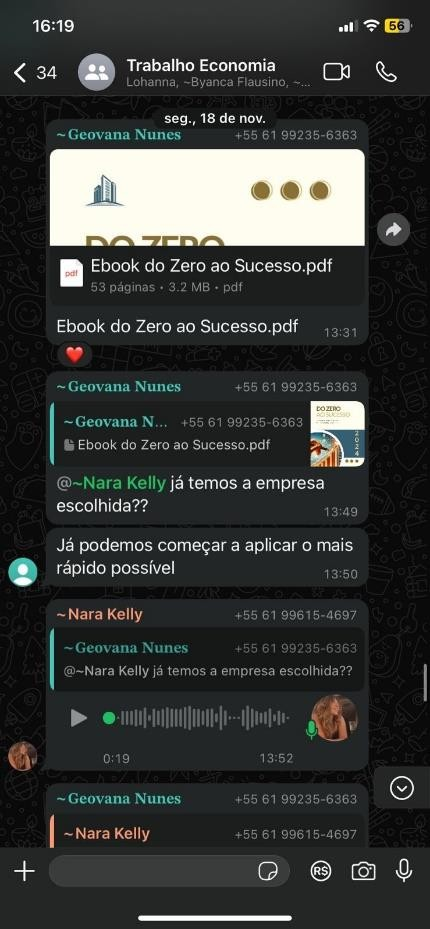 16:19
56
34
Trabalho Economia
Lohanna, ~Byanca Flausino, ~...
seg., 18 de nov.
~Geovana Nunes +55 61 99235-6363
DO ZERO
pdf
Ebook do Zero ao Sucesso.pdf
53 páginas • 3.2 MB • pdf
Ebook do Zero ao Sucesso.pdf 13:31
~Geovana Nunes +55 61 99235-6363
~Geovana N... +55 61 99235-6363
Ebook do Zero ao Sucesso.pdf
DO ZERO
2024
@~Nara Kelly já temos a empresa
escolhida?? 13:49
Já podemos começar a aplicar o mais
rápido possível 13:50
~Nara Kelly +55 61 99615-4697
~Geovana Nunes +55 61 99235-6363
@~Nara Kelly já temos a empresa escolhida??
0:19 13:52
~Geovana Nunes +55 61 99235-6363
~Nara Kelly +55 61 99615-4697
R$